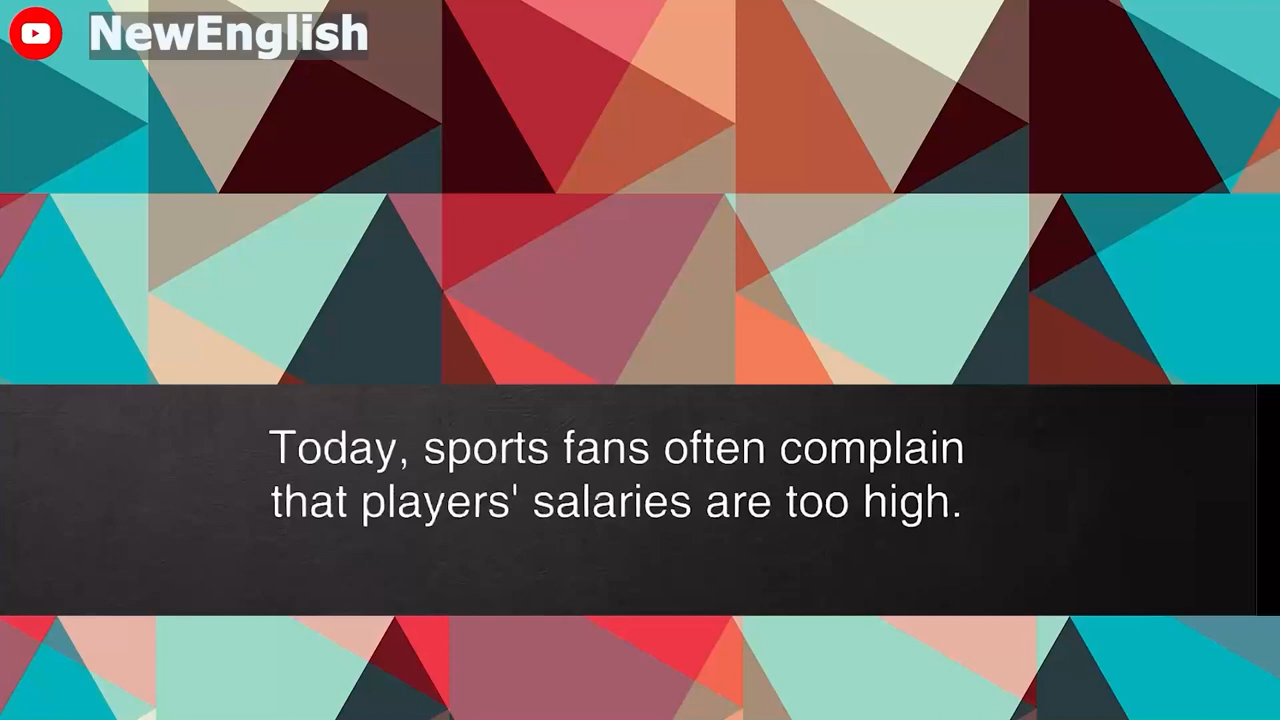 NewEnglish
Today, sports fans often complain
that players' salaries are too high.